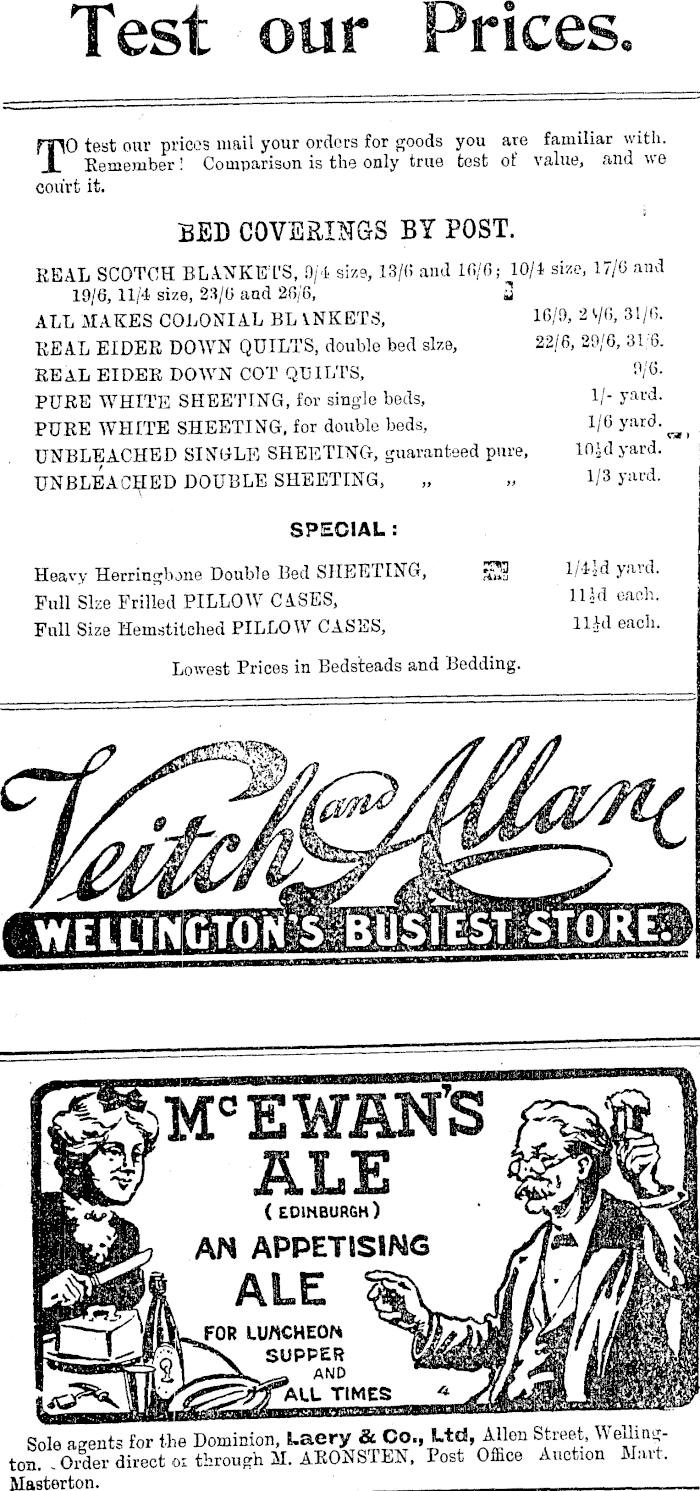 Test our Prices.
TO test our prices mail your orders for goods you are familiar with.
Remember! Comparison is the only true test of value, and we
court it.
BED COVERINGS BY POST.
REAL SCOTCH BLANKETS, 9/4 size, 13/6 and 16/6; 10/4 size, 17/6 and
19/6, 11/4 size, 23/6 and 26/6,
ALL MAKES COLONIAL BLANKETS, 16/9, 31/6.
REAL EIDER DOWN QUILTS, double bed slze, 22/6, 29/6, 31/6.
REAL EIDER DOWN COT QUILTS, 9/6.
PURE WHITE SHEETING, for single beds, 1/- yard.
PURE WHITE SHEETING, for double beds, 1/6 yard.
UNBLEACHED SINGLE SHEETING, guaranteed pure, 10½d yard.
UNBLEACHED DOUBLE SHEETING, „ „ 1/3 yard.
SPECIAL:
Heavy Herringbone Double Bed SHEETING, 1/4½d yard.
Full Slze Frilled PILLOW CASES, 11½d each.
Full Size Hemstitched PILLOW CASES, 11½d each.
Lowest Prices in Bedsteads and Bedding.
Veitch and Allan
WELLINGTON'S BUSIEST STORE.
McEWAN'S
ALE
(EDINBURGH)
AN APPETISING
ALE
FOR LUNCHEON
SUPPER
AND
ALL TIMES 4
Sole agents for the Dominion, Laery & Co., Ltd, Allen Street, Welling-
ton. Order direct or through M. ARONSTEN, Post Office Auction Mart.
Masterton.